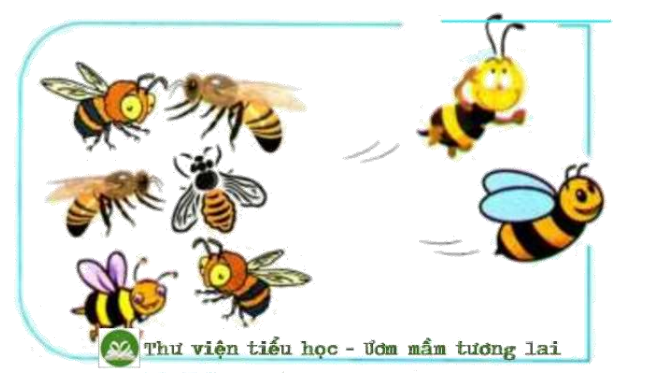 Thư viện tiểu học - Ươm mầm tương lai